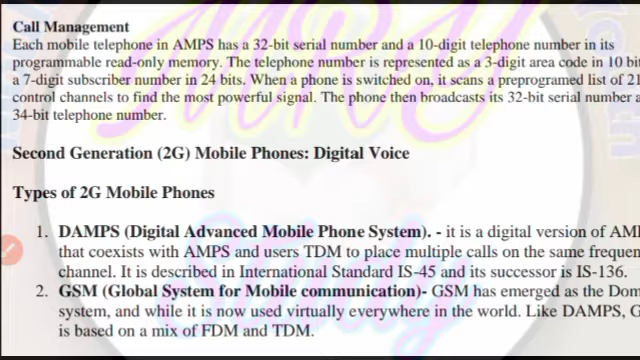 Call Management
Each mobile telephone in AMPS has a 32-bit serial number and a 10-digit telephone number in its
programmable read-only memory. The telephone number is represented as a 3-digit area code in 10 bit
a 7-digit subscriber number in 24 bits. When a phone is switched on, it scans a preprogramed list of 21
control channels to find the most powerful signal. The phone then broadcasts its 32-bit serial number a
34-bit telephone number.
Second Generation (2G) Mobile Phones: Digital Voice
Types of 2G Mobile Phones
1. DAMPS (Digital Advanced Mobile Phone System). - it is a digital version of AM
that coexists with AMPS and users TDM to place multiple calls on the same frequen
channel. It is described in International Standard IS-45 and its successor is IS-136.
2. GSM (Global System for Mobile communication)- GSM has emerged as the Dom
system, and while it is now used virtually everywhere in the world. Like DAMPS, G
is based on a mix of FDM and TDM.
MRY
Study